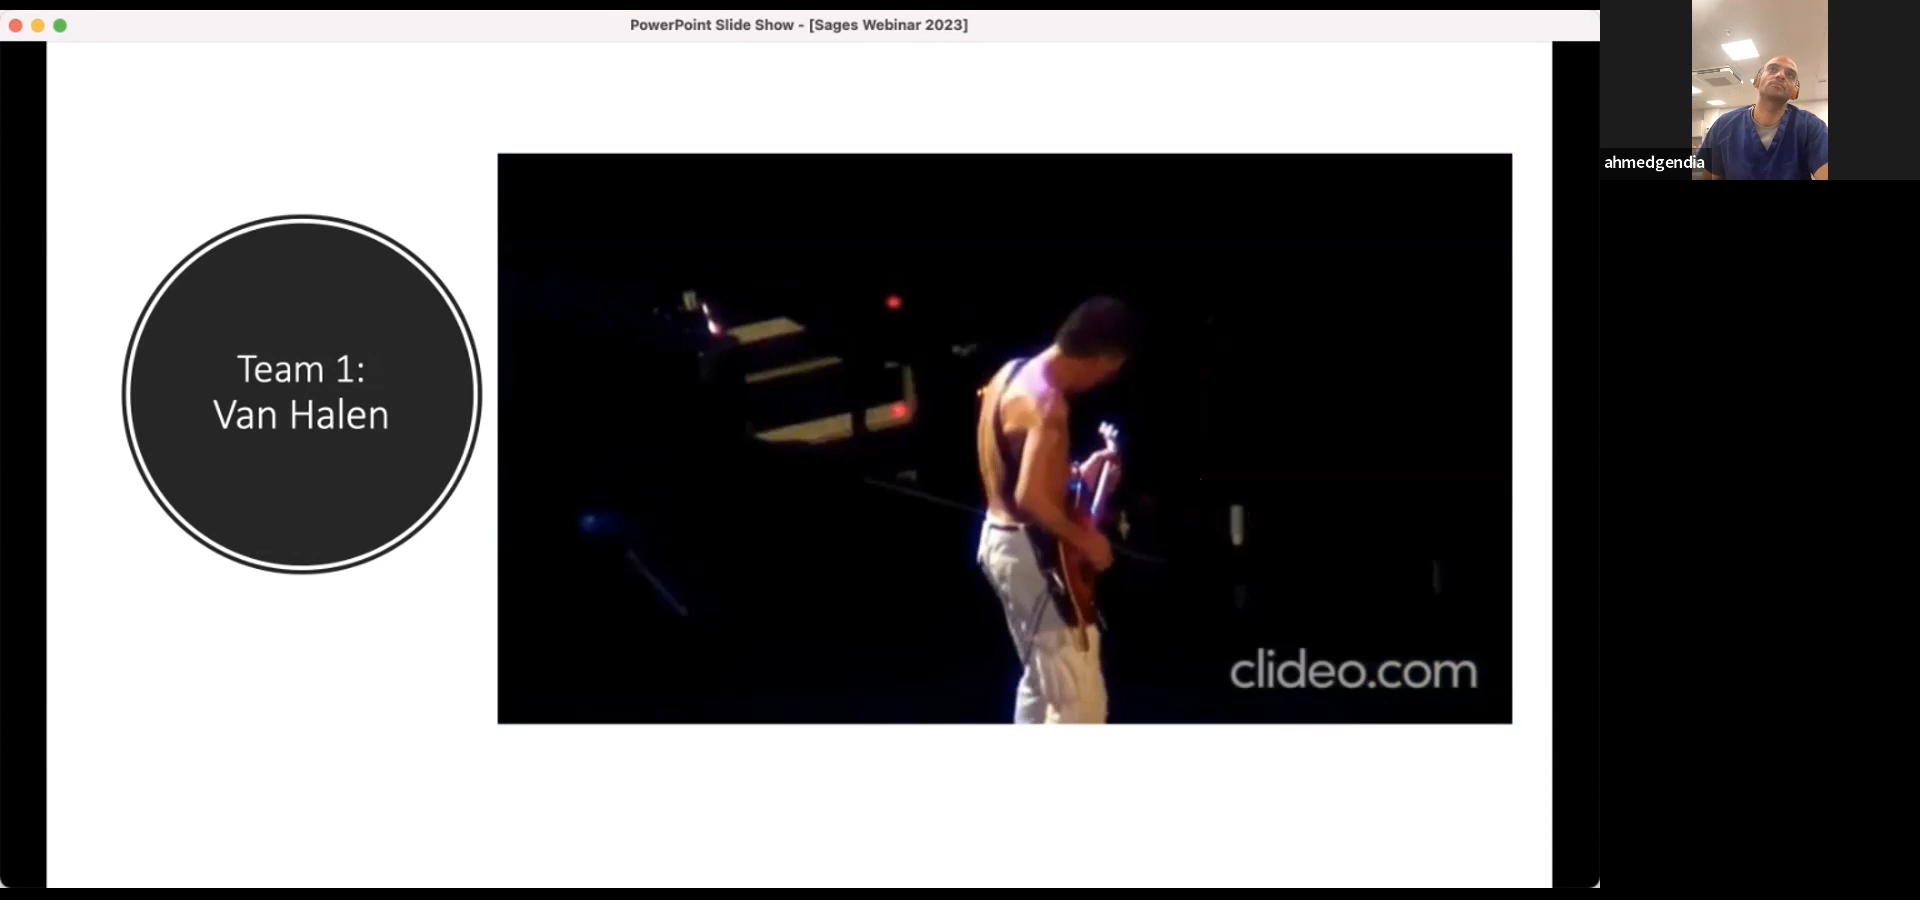 PowerPoint Slide Show - [Sages Webinar 2023]
ahmedgendia
Team 1:
Van Halen
clideo.com